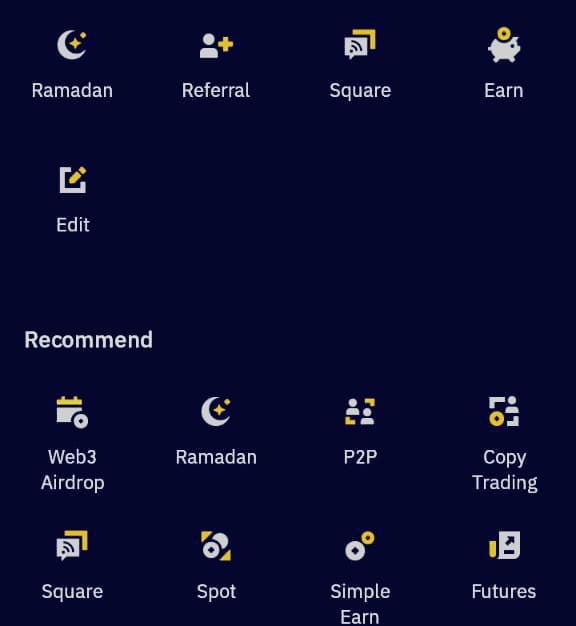 Ramadan Referral Square Earn
Edit
Recommend
Web3 Airdrop Ramadan P2P Copy Trading
Square Spot Simple Earn Futures